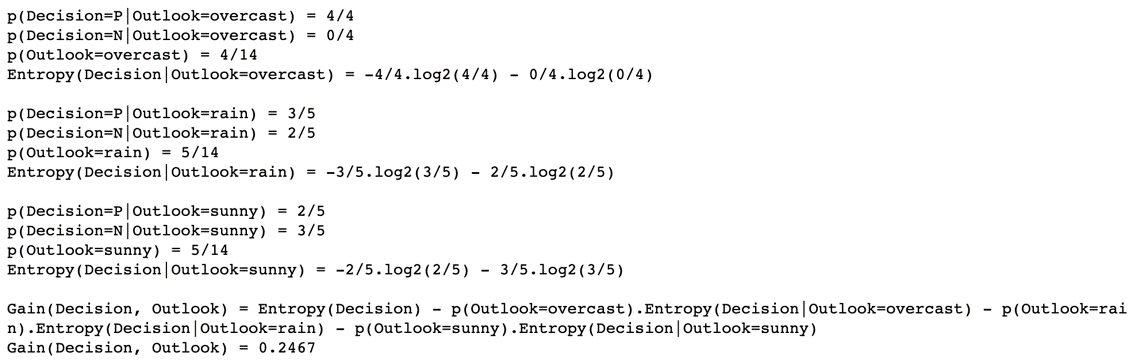 p(Decision=P|Outlook=overcast) = 4/4
p(Decision=N|Outlook=overcast) = 0/4
p(Outlook=overcast) = 4/14
Entropy(Decision|Outlook=overcast) = -4/4.log2(4/4) - 0/4.log2(0/4)
p(Decision=P|Outlook=rain) = 3/5
p(Decision=N|Outlook=rain) = 2/5
p(Outlook=rain) = 5/14
Entropy(Decision|Outlook=rain) = -3/5.log2(3/5) - 2/5.log2(2/5)
p(Decision=P|Outlook=sunny) = 2/5
p(Decision=N|Outlook=sunny) = 3/5
p(Outlook=sunny) = 5/14
Entropy(Decision|Outlook=sunny) = -2/5.log2(2/5) - 3/5.log2(3/5)
Gain(Decision, Outlook) = Entropy(Decision) - p(Outlook=overcast).Entropy(Decision|Outlook=overcast) - p(Outlook=rai
n).Entropy(Decision|Outlook=rain) - p(Outlook=sunny).Entropy(Decision|Outlook=sunny)
Gain(Decision, Outlook) = 0.2467